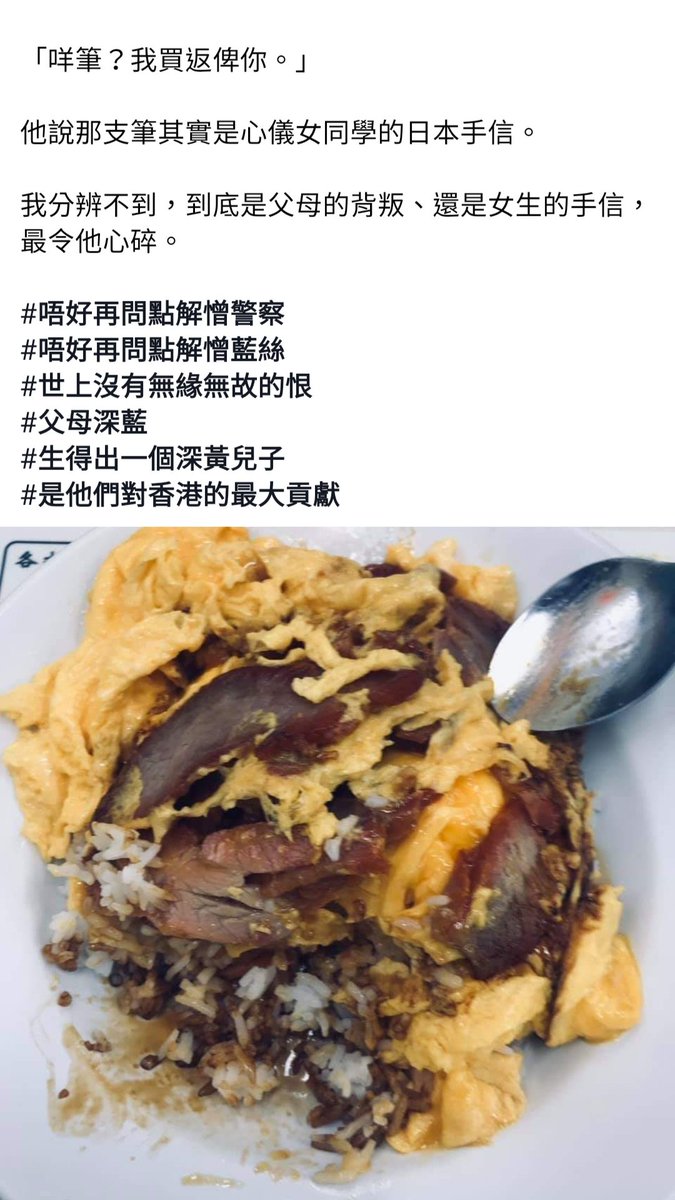 「咩筆？我買返俾你。」
他說那支筆其實是心儀女同學的日本手信。
我分辨不到，到底是父母的背叛、還是女生的手信，
最令他心碎。
#唔好再問點解憎警察
#唔好再問點解憎藍絲
#世上沒有無緣無故的恨
#父母深藍
#生得出一個深黃兒子
#是他們對香港的最大貢獻
各